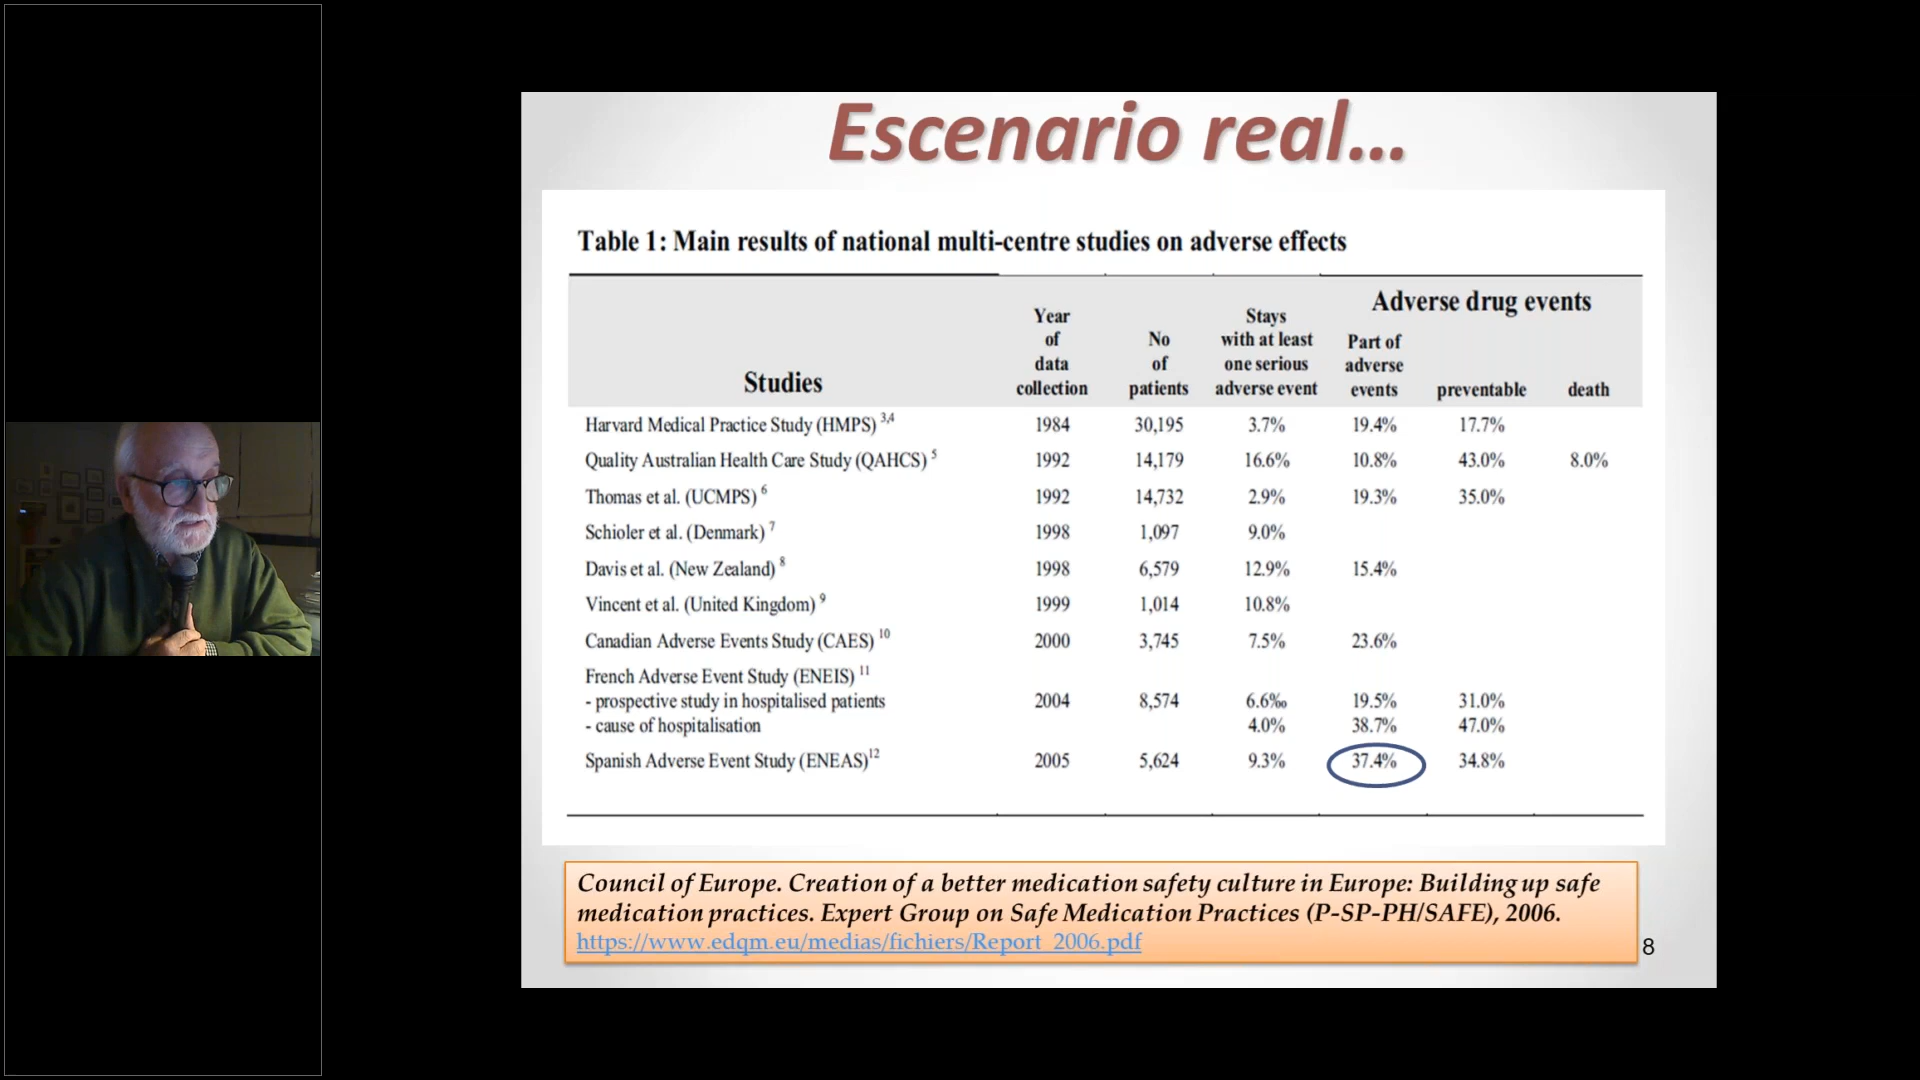 Escenario real...
Table 1: Main results of national multi-centre studies on adverse effects
Studies Year of data collection No of patients Stays with at least one serious adverse event Adverse drug events Part of adverse events preventable death
Harvard Medical Practice Study (HMPS) 3,4 1984 30,195 3.7% 19.4% 17.7%
Quality Australian Health Care Study (QAHCS) 5 1992 14,179 16.6% 10.8% 43.0% 8.0%
Thomas et al. (UCMPS) 6 1992 14,732 2.9% 19.3% 35.0%
Schioler et al. (Denmark) 7 1998 1,097 9.0%
Davis et al. (New Zealand) 8 1998 6,579 12.9% 15.4%
Vincent et al. (United Kingdom) 9 1999 1,014 10.8%
Canadian Adverse Events Study (CAES) 10 2000 3,745 7.5% 23.6%
French Adverse Event Study (ENEIS) 11
- prospective study in hospitalised patients 2004 8,574 6.6‰ 19.5% 31.0%
- cause of hospitalisation 4.0% 38.7% 47.0%
Spanish Adverse Event Study (ENEAS)12 2005 5,624 9.3% 37.4% 34.8%
Council of Europe. Creation of a better medication safety culture in Europe: Building up safe
medication practices. Expert Group on Safe Medication Practices (P-SP-PH/SAFE), 2006.
https://www.edqm.eu/medias/fichiers/Report_2006.pdf
8